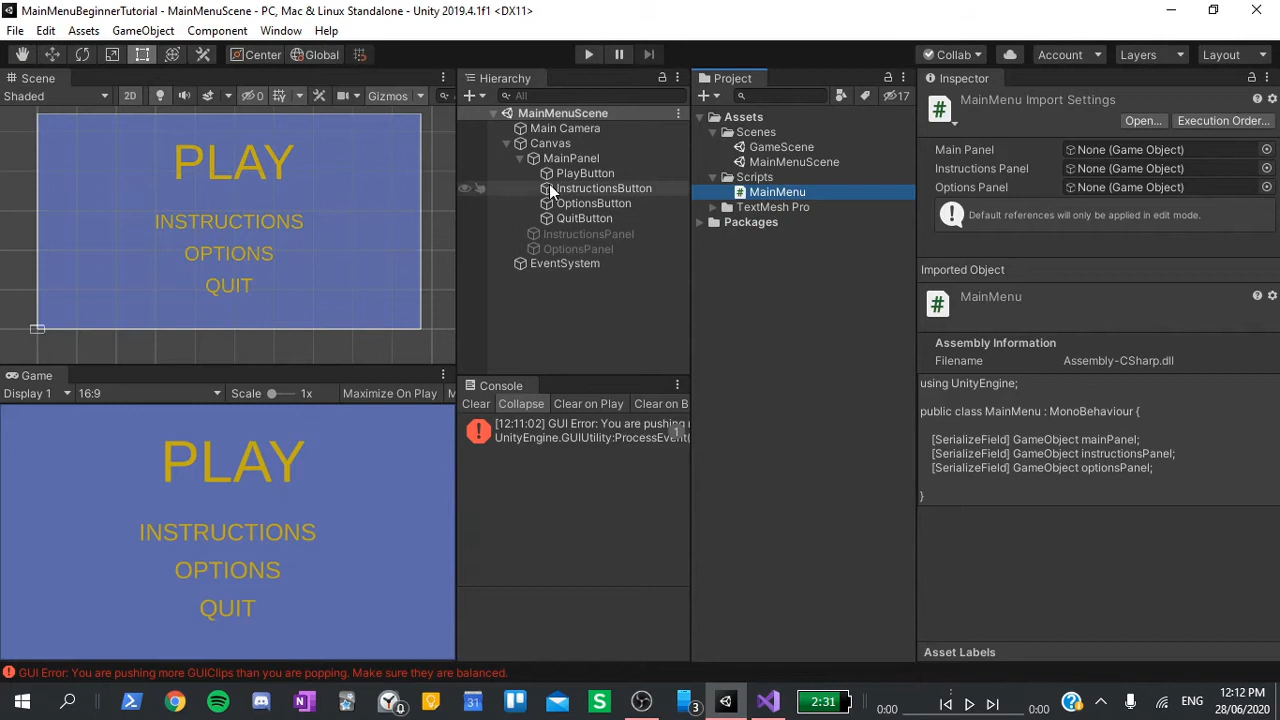 MainMenuBeginnerTutorial - MainMenuScene - PC, Mac & Linux Standalone - Unity 2019.4.1f1 <DX11>
File Edit Assets GameObject Component Window Help
Center Global Collab Account Layers Layout
Scene
Shaded 2D 0 Gizmos
PLAY
INSTRUCTIONS
OPTIONS
QUIT
Game
Display 1 16:9 Scale 1x Maximize On Play M
PLAY
INSTRUCTIONS
OPTIONS
QUIT
Hierarchy
All
MainMenuScene
Main Camera
Canvas
MainPanel
PlayButton
InstructionsButton
OptionsButton
QuitButton
InstructionsPanel
OptionsPanel
EventSystem
Console
Clear Collapse Clear on Play Clear on B
[12:11:02] GUI Error: You are pushing
UnityEngine.GUIUtility:ProcessEvent(
1
Project
17
Assets
Scenes
GameScene
MainMenuScene
Scripts
MainMenu
TextMesh Pro
Packages
Inspector
MainMenu Import Settings
Open... Execution Order...
Main Panel None (Game Object)
Instructions Panel None (Game Object)
Options Panel None (Game Object)
Default references will only be applied in edit mode.
Imported Object
MainMenu
Assembly Information
Filename Assembly-CSharp.dll
using UnityEngine;
public class MainMenu : MonoBehaviour {
[SerializeField] GameObject mainPanel;
[SerializeField] GameObject instructionsPanel;
[SerializeField] GameObject optionsPanel;
}
Asset Labels
GUI Error: You are pushing more GUIClips than you are popping. Make sure they are balanced.
2:31 0:00 0:00 ENG
12:12 PM
28/06/2020